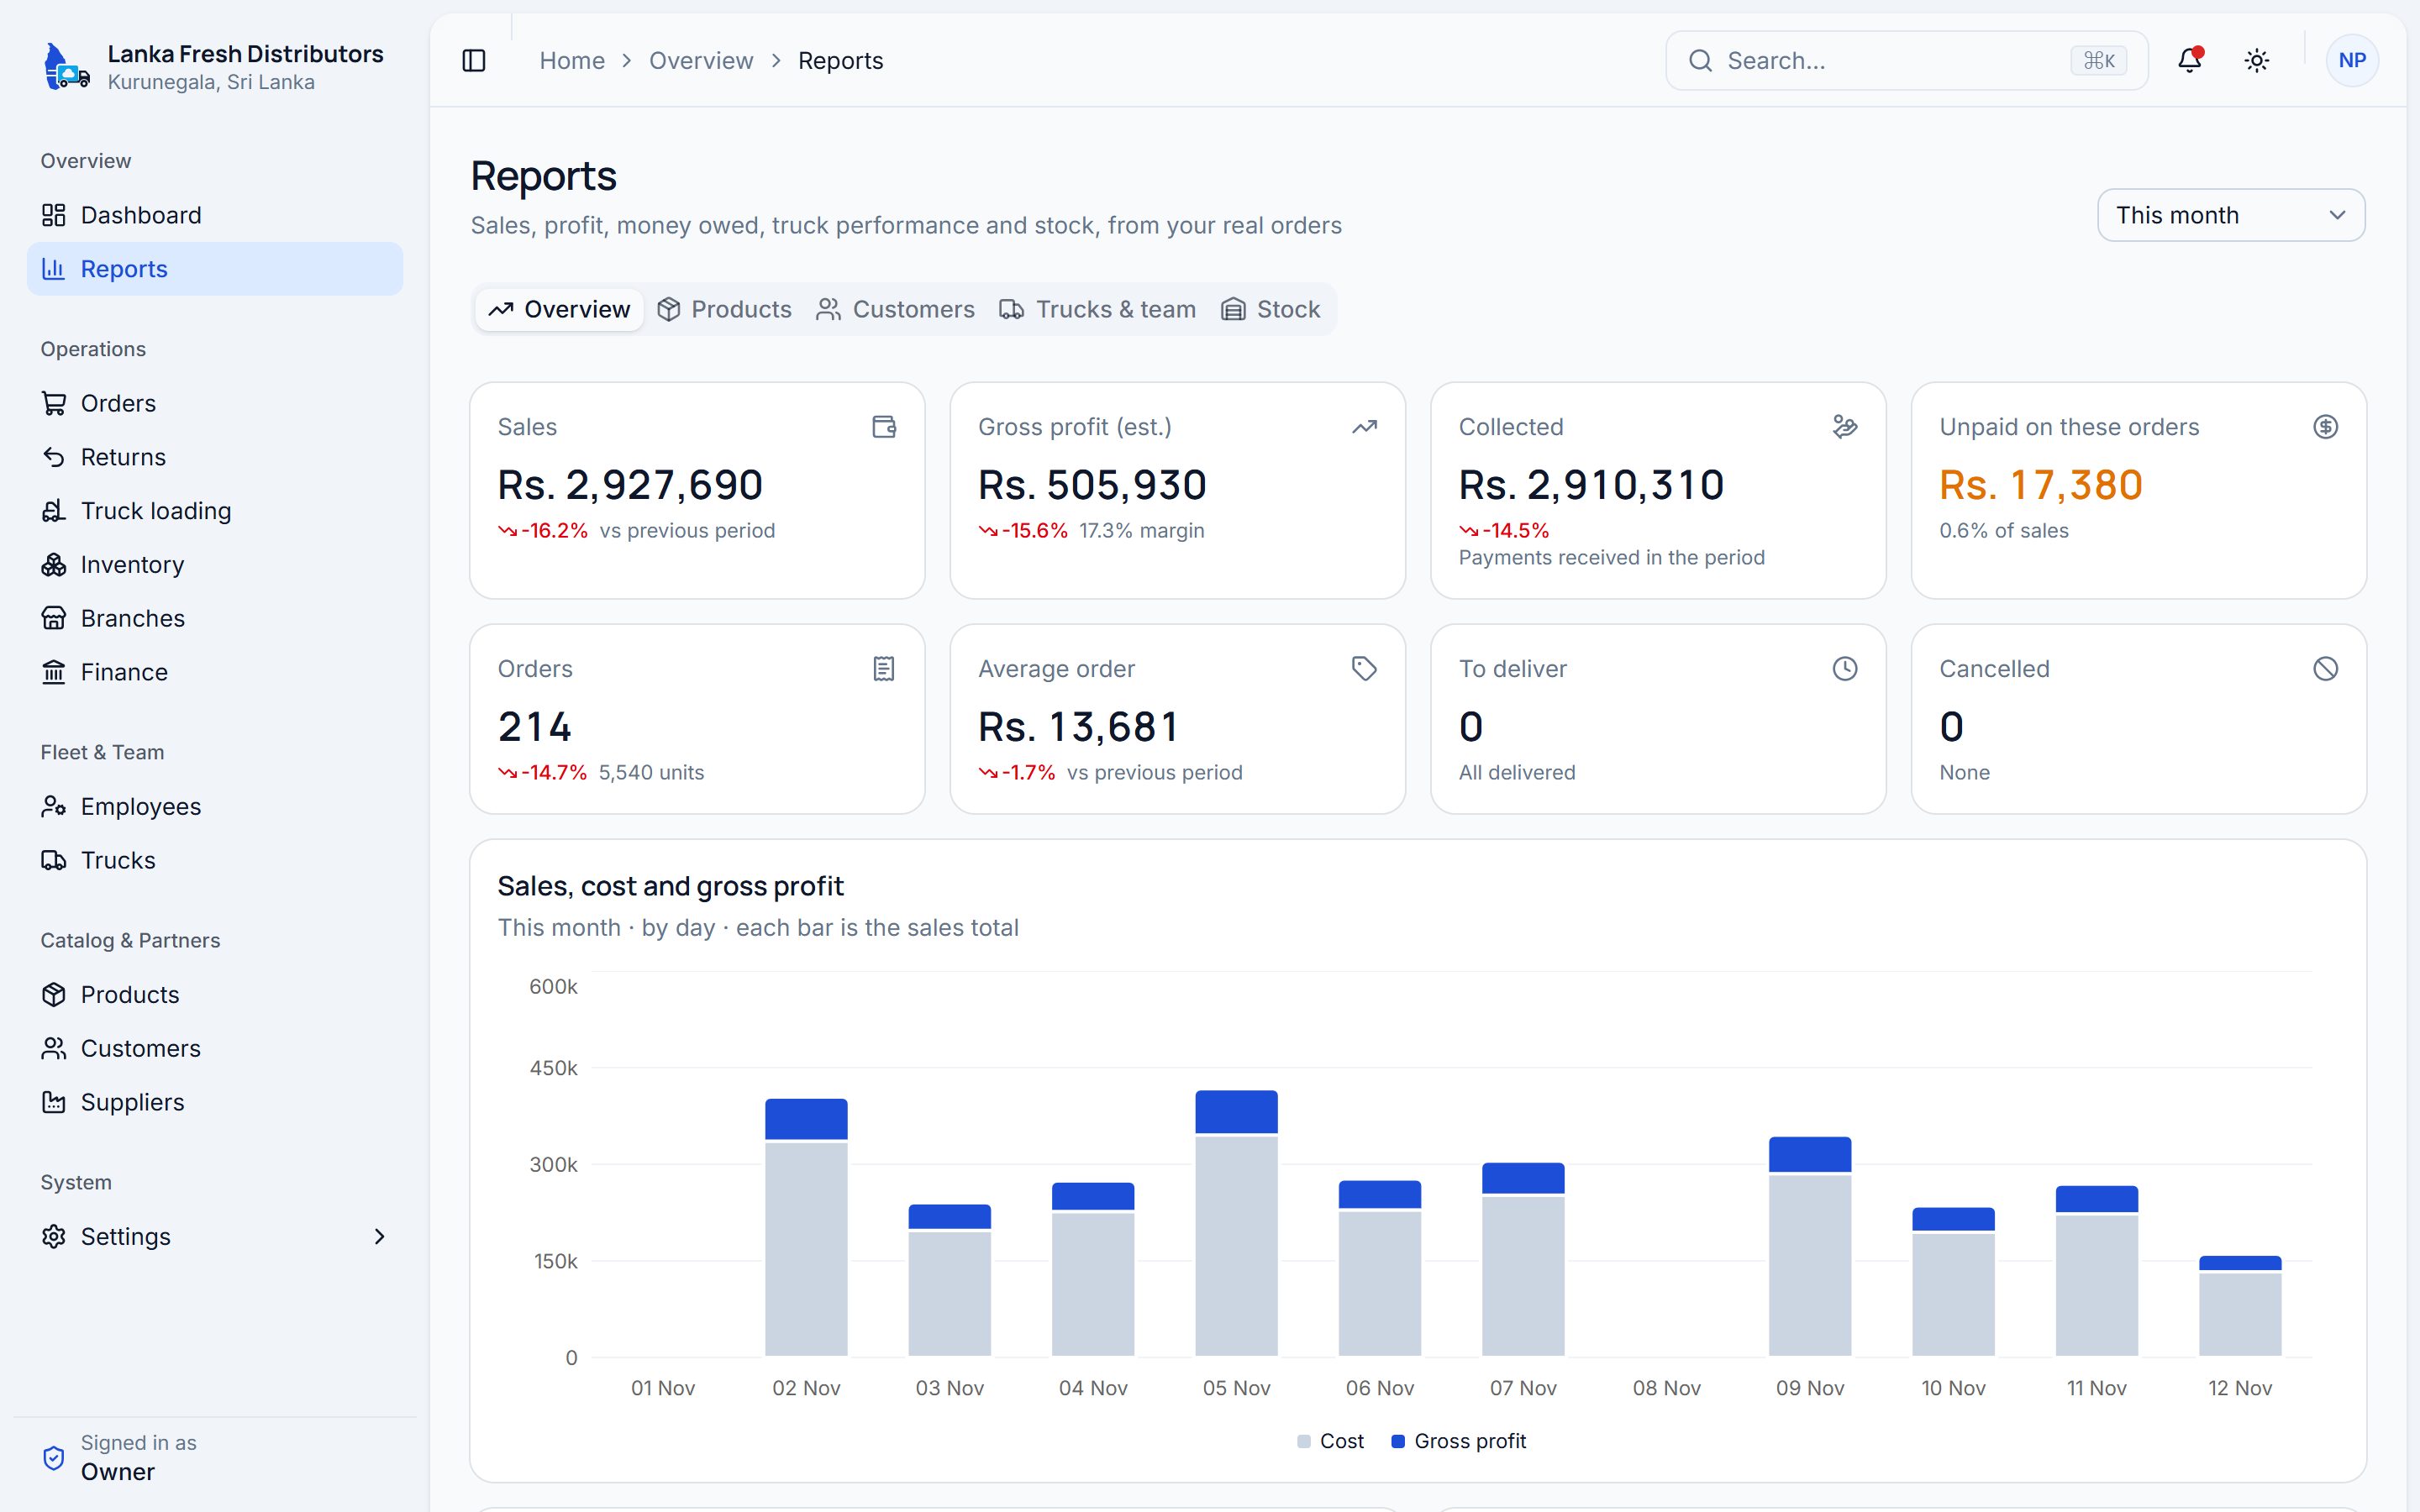 Lanka Fresh Distributors
Kurunegala, Sri Lanka
Overview
Dashboard
Reports
Operations
Orders
Returns
Truck loading
Inventory
Branches
Finance
Fleet & Team
Employees
Trucks
Catalog & Partners
Products
Customers
Suppliers
System
Settings
Signed in as
Owner
Home > Overview > Reports
Search... ⌘K
NP
Reports
Sales, profit, money owed, truck performance and stock, from your real orders
This month
Overview Products Customers Trucks & team Stock
Sales
Rs. 2,927,690
-16.2% vs previous period
Gross profit (est.)
Rs. 505,930
-15.6% 17.3% margin
Collected
Rs. 2,910,310
-14.5%
Payments received in the period
Unpaid on these orders
Rs. 17,380
0.6% of sales
Orders
214
-14.7% 5,540 units
Average order
Rs. 13,681
-1.7% vs previous period
To deliver
0
All delivered
Cancelled
0
None
Sales, cost and gross profit
This month · by day · each bar is the sales total
600k
450k
300k
150k
0
01 Nov 02 Nov 03 Nov 04 Nov 05 Nov 06 Nov 07 Nov 08 Nov 09 Nov 10 Nov 11 Nov 12 Nov
Cost Gross profit